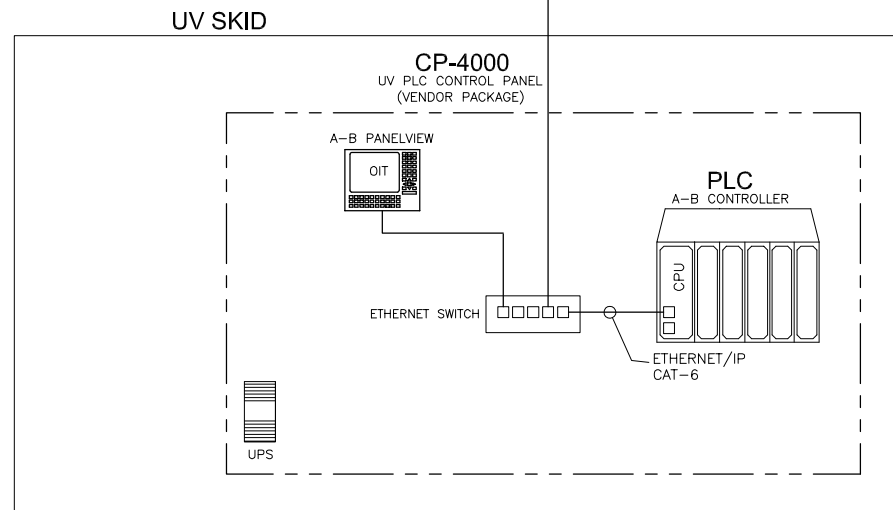 UV SKID
CP-4000
UV PLC CONTROL PANEL
(VENDOR PACKAGE)
A-B PANELVIEW
OIT
PLC
A-B CONTROLLER
CPU
ETHERNET SWITCH
ETHERNET/IP
CAT-6
UPS